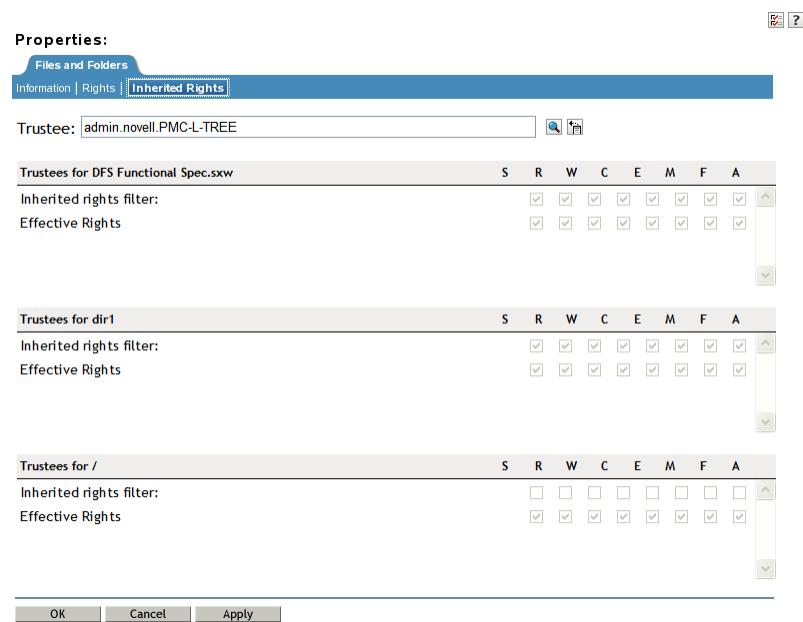 ?
Properties:
Files and Folders
Information | Rights | Inherited Rights
Trustee: admin.novell.PMC-L-TREE
Trustees for DFS Functional Spec.sxw S R W C E M F A
Inherited rights filter:
Effective Rights
Trustees for dir1 S R W C E M F A
Inherited rights filter:
Effective Rights
Trustees for / S R W C E M F A
Inherited rights filter:
Effective Rights
OK Cancel Apply